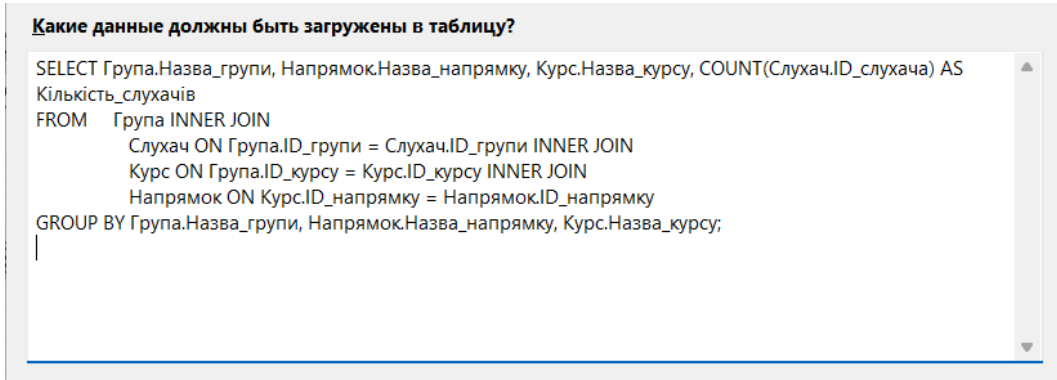 Какие данные должны быть загружены в таблицу?
SELECT Група.Назва_групи, Напрямок.Назва_напрямку, Курс.Назва_курсу, COUNT(Слухач.ID_слухача) AS
Кількість_слухачів
FROM Група INNER JOIN
Слухач ON Група.ID_групи = Слухач.ID_групи INNER JOIN
Курс ON Група.ID_курсу = Курс.ID_курсу INNER JOIN
Напрямок ON Курс.ID_напрямку = Напрямок.ID_напрямку
GROUP BY Група.Назва_групи, Напрямок.Назва_напрямку, Курс.Назва_курсу;